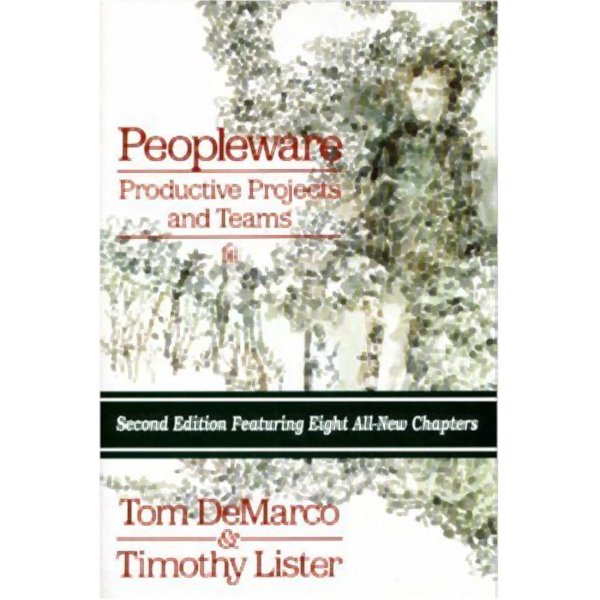 Peopleware
Productive Projects
and Teams
Second Edition Featuring Eight All-New Chapters
Tom DeMarco
&
Timothy Lister